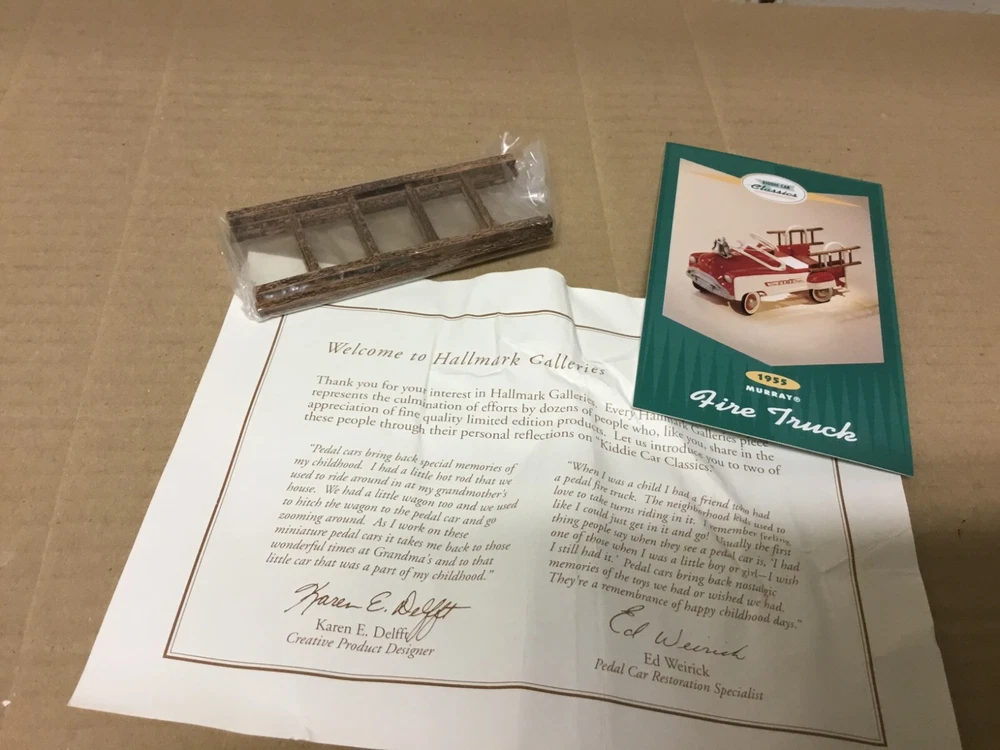 KIDDIE CAR
Classics
1955
MURRAY®
Fire Truck
Welcome to Hallmark Galleries
Thank you for your interest in Hallmark Galleries. Every Hallmark Galleries piece
represents the culmination of efforts by dozens of people who, like you, share in the
appreciation of fine quality limited edition products. Let us introduce you to two of
these people through their personal reflections on "Kiddie Car Classics."
"Pedal cars bring back special memories of
my childhood. I had a little hot rod that we
used to ride around in at my grandmother's
house. We had a little wagon too and we used
to hitch the wagon to the pedal car and go
zooming around. As I work on these
miniature pedal cars it takes me back to those
wonderful times at Grandma's and to that
little car that was a part of my childhood."
Karen E. Delfft
Karen E. Delffy
Creative Product Designer
"When I was a child I had a friend who had
a pedal fire truck. The neighborhood kids used to
love to take turns riding in it. I remember feeling
like I could just get in it and go! Usually the first
thing people say when they see a pedal car is, 'I had
one of those when I was a little boy or girl—I wish
I still had it.' Pedal cars bring back nostalgic
memories of the toys we had or wished we had.
They're a remembrance of happy childhood days."
Ed Weirick
Ed Weirick
Pedal Car Restoration Specialist